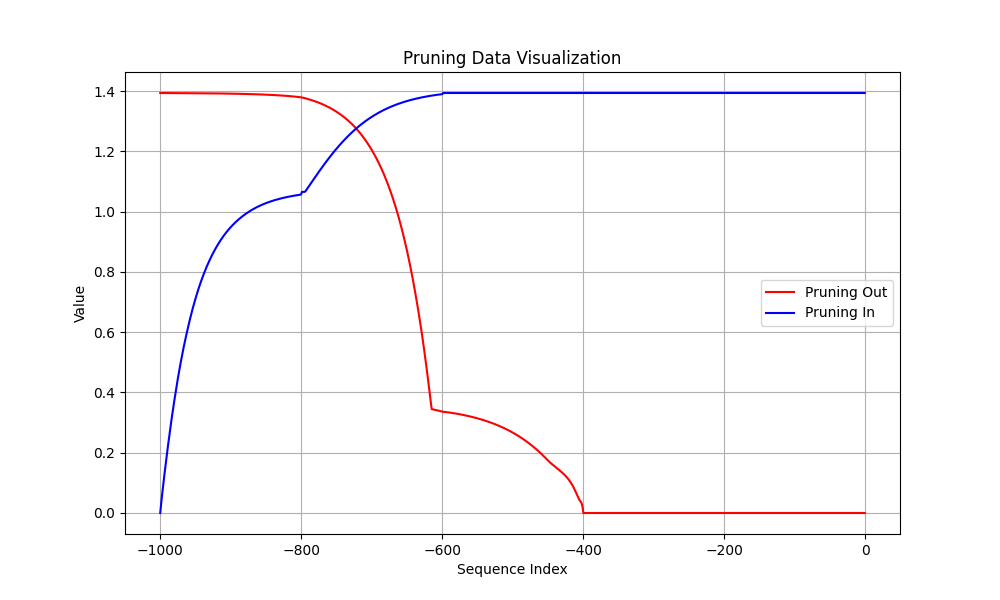 Pruning Data Visualization
1.4
1.2
1.0
0.8
0.6
0.4
0.2
0.0
Value
Pruning Out
Pruning In
−1000
−800
−600
−400
−200
0
Sequence Index